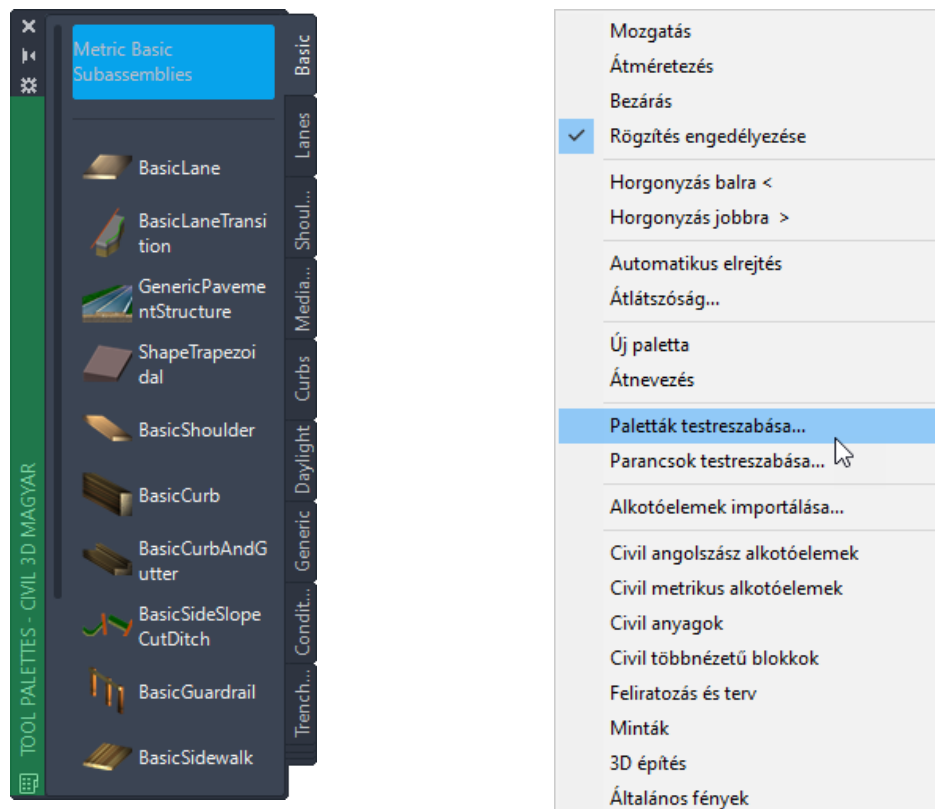 Metric Basic
Subassemblies
BasicLane
BasicLaneTransi
tion
GenericPaveme
ntStructure
ShapeTrapezoi
dal
BasicShoulder
BasicCurb
BasicCurbAndG
utter
BasicSideSlope
CutDitch
BasicGuardrail
BasicSidewalk
Basic
Lanes
Shoul...
Media...
Curbs
Daylight
Generic
Condit...
Trench...
TOOL PALETTES - CIVIL 3D MAGYAR
Mozgatás
Átméretezés
Bezárás
Rögzítés engedélyezése
Horgonyzás balra <
Horgonyzás jobbra >
Automatikus elrejtés
Átlátszóság...
Új paletta
Átnevezés
Paletták testreszabása...
Parancsok testreszabása...
Alkotóelemek importálása...
Civil angolszász alkotóelemek
Civil metrikus alkotóelemek
Civil anyagok
Civil többnézetű blokkok
Feliratozás és terv
Minták
3D építés
Általános fények